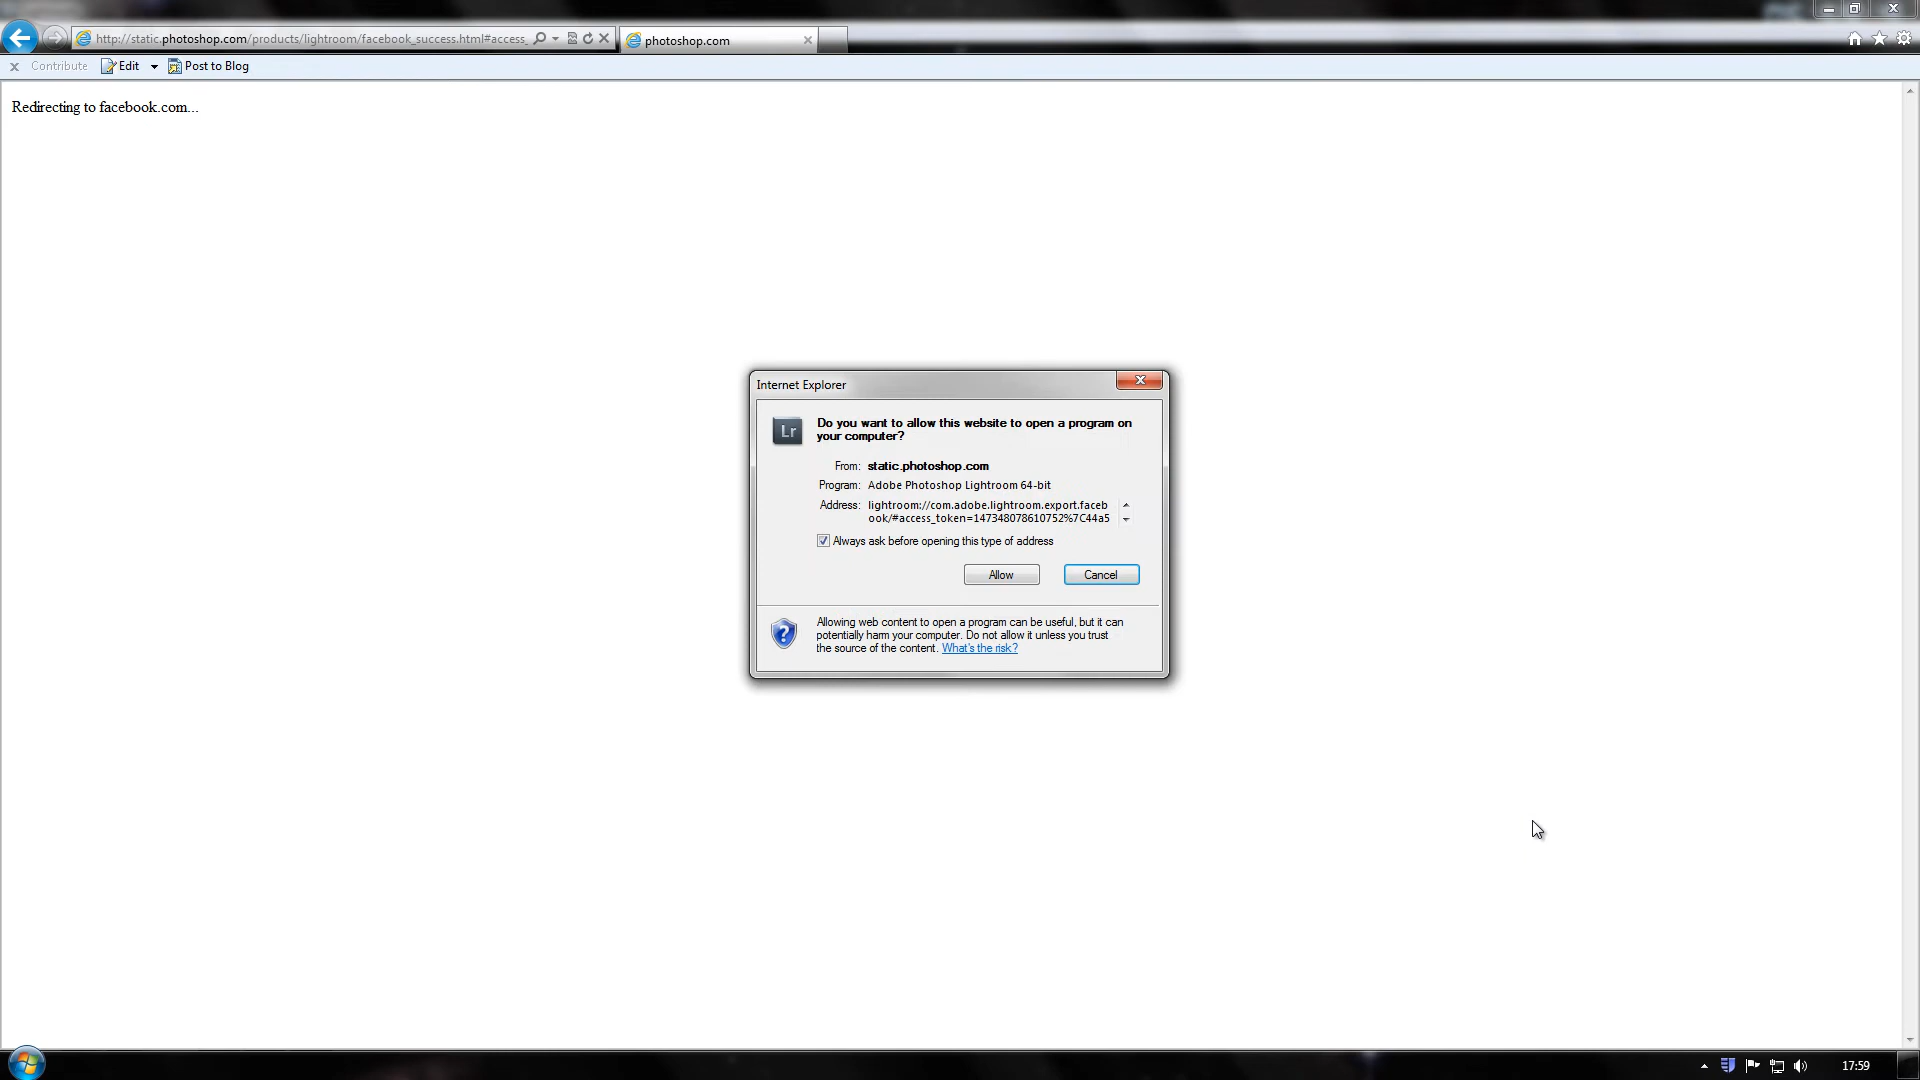 http://static.photoshop.com/products/lightroom/facebook_success.html#access_
photoshop.com
Contribute
Edit
Post to Blog
Redirecting to facebook.com...
Internet Explorer
Lr
Do you want to allow this website to open a program on
your computer?
From: static.photoshop.com
Program: Adobe Photoshop Lightroom 64-bit
Address: lightroom://com.adobe.lightroom.export.faceb
ook/#access_token=147348078610752%7C44a5
Always ask before opening this type of address
Allow
Cancel
Allowing web content to open a program can be useful, but it can
potentially harm your computer. Do not allow it unless you trust
the source of the content. What's the risk?
17:59